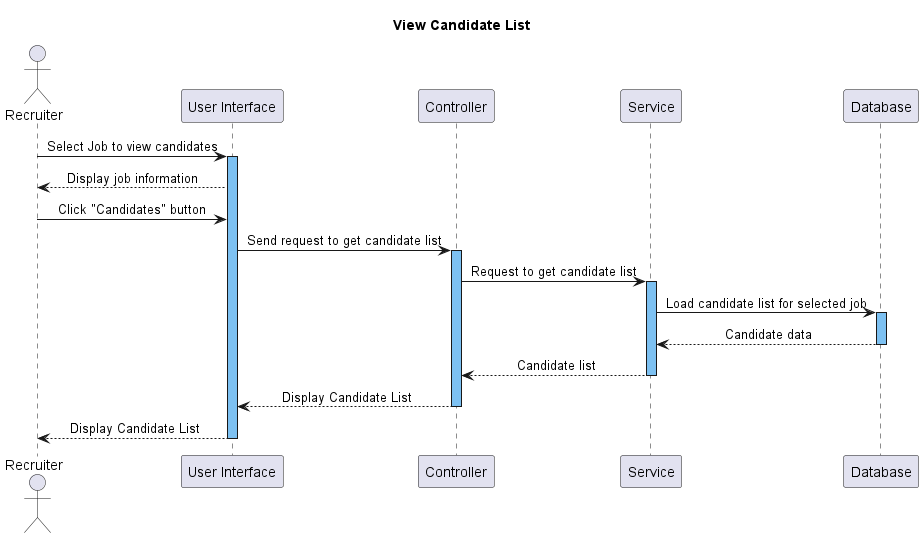 View Candidate List
Recruiter
User Interface
Controller
Service
Database
Select Job to view candidates
Display job information
Click "Candidates" button
Send request to get candidate list
Request to get candidate list
Load candidate list for selected job
Candidate data
Candidate list
Display Candidate List
Display Candidate List
Recruiter
User Interface
Controller
Service
Database